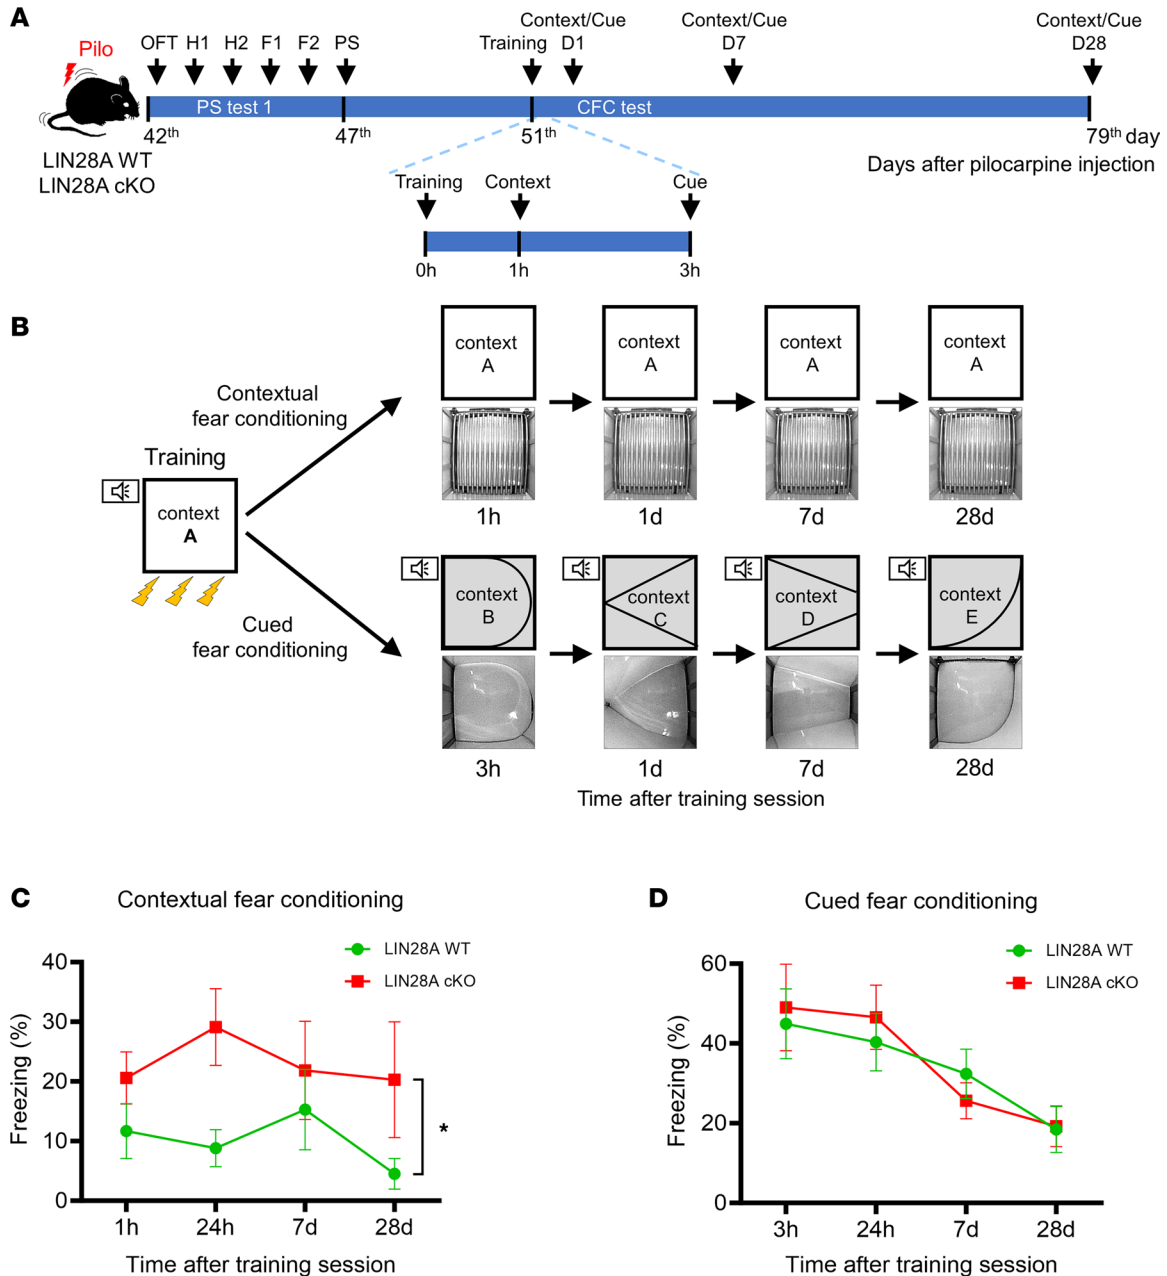 A
Pilo
OFT H1 H2 F1 F2 PS
Training
Context/Cue
D1
Context/Cue
D7
Context/Cue
D28
PS test 1
CFC test
42th
47th
51th
79th day
LIN28A WT
LIN28A cKO
Days after pilocarpine injection
Training
Context
Cue
0h
1h
3h
B
Training
context
A
Contextual
fear conditioning
context
A
context
A
context
A
context
A
1h
1d
7d
28d
Cued
fear conditioning
context
B
context
C
context
D
context
E
3h
1d
7d
28d
Time after training session
C
Contextual fear conditioning
LIN28A WT
LIN28A cKO
Freezing (%)
40
30
20
10
0
*
1h
24h
7d
28d
Time after training session
D
Cued fear conditioning
LIN28A WT
LIN28A cKO
Freezing (%)
60
40
20
0
3h
24h
7d
28d
Time after training session